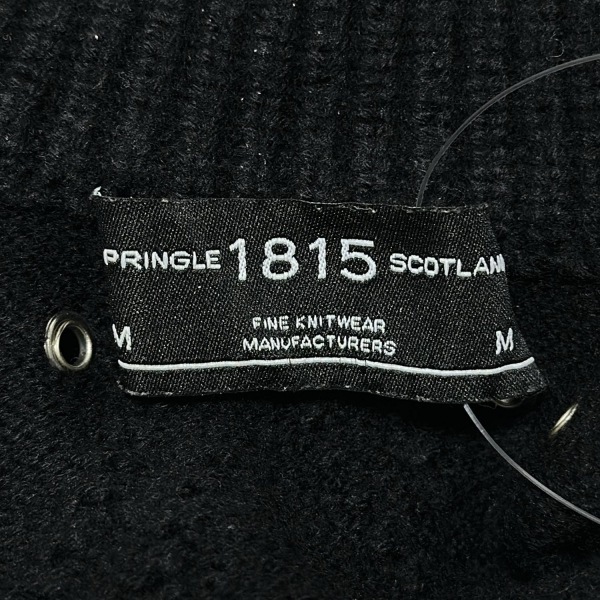 PRINGLE 1815 SCOTLAN
M FINE KNITWEAR M
MANUFACTURERS